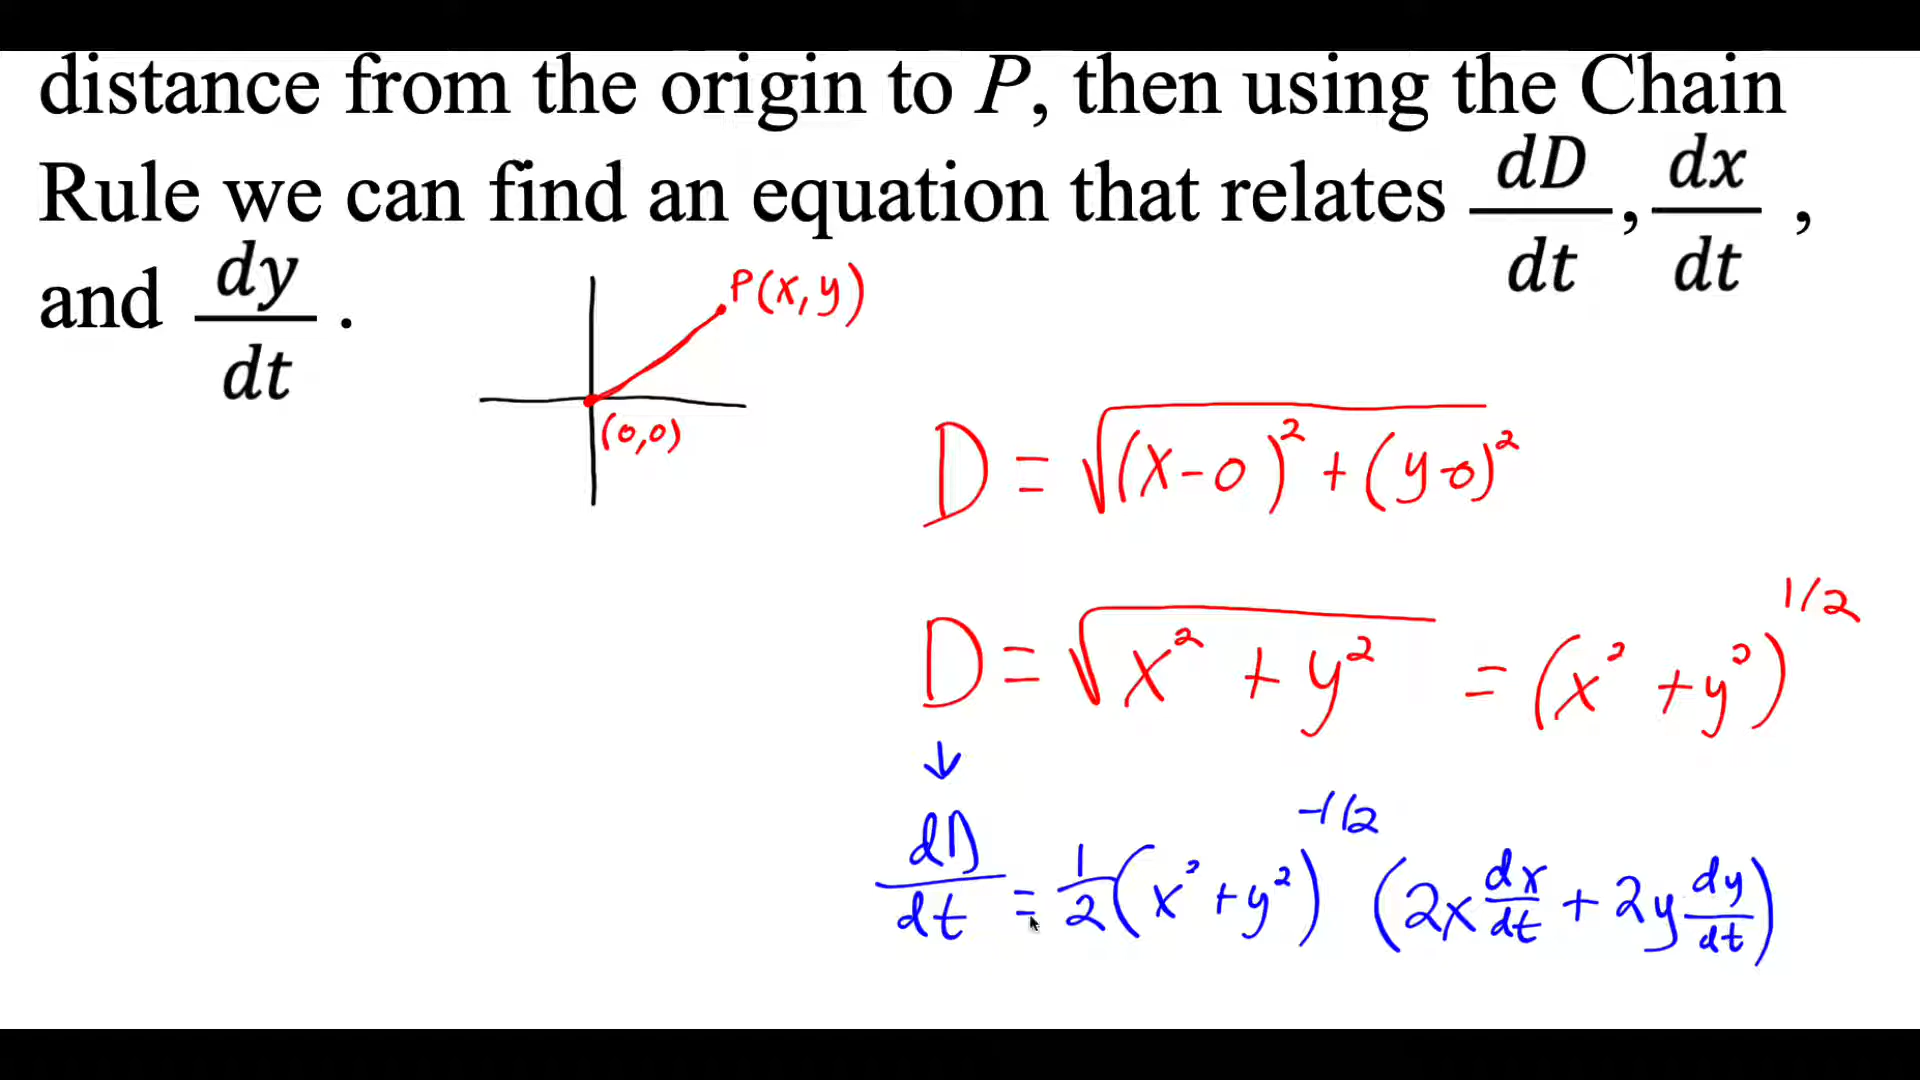 distance from the origin to P, then using the Chain
Rule we can find an equation that relates dD/dt, dx/dt ,
and dy/dt .
P(x,y)
(0,0)
D = √(x-0)² + (y-0)²
D = √x² + y² = (x² + y²)^1/2
↓
dD/dt = 1/2 (x² + y²)^-1/2 (2x dx/dt + 2y dy/dt)